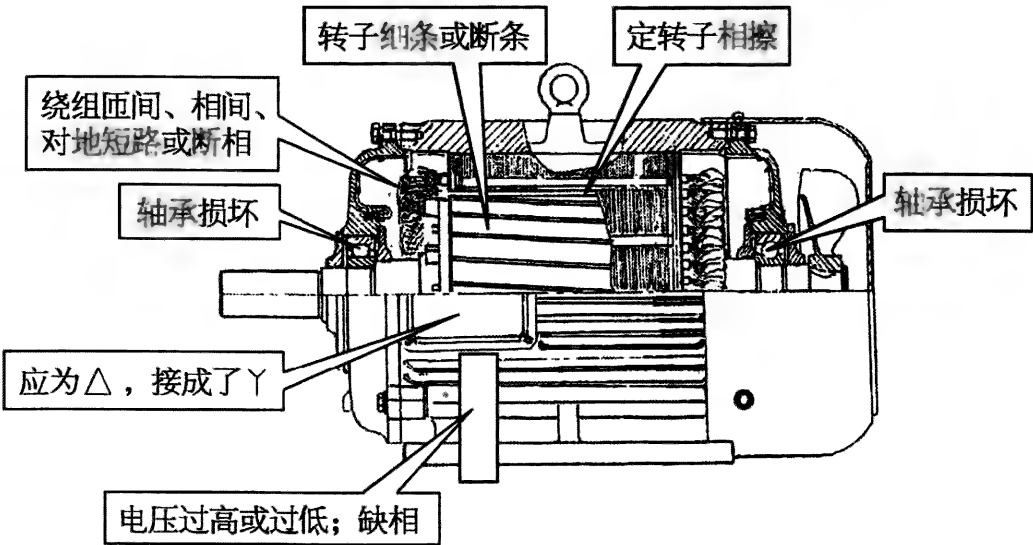 转子细条或断条
定转子相擦
绕组匝间、相间、
对地短路或断相
轴承损坏
轴承损坏
应为△，接成了Y
电压过高或过低；缺相